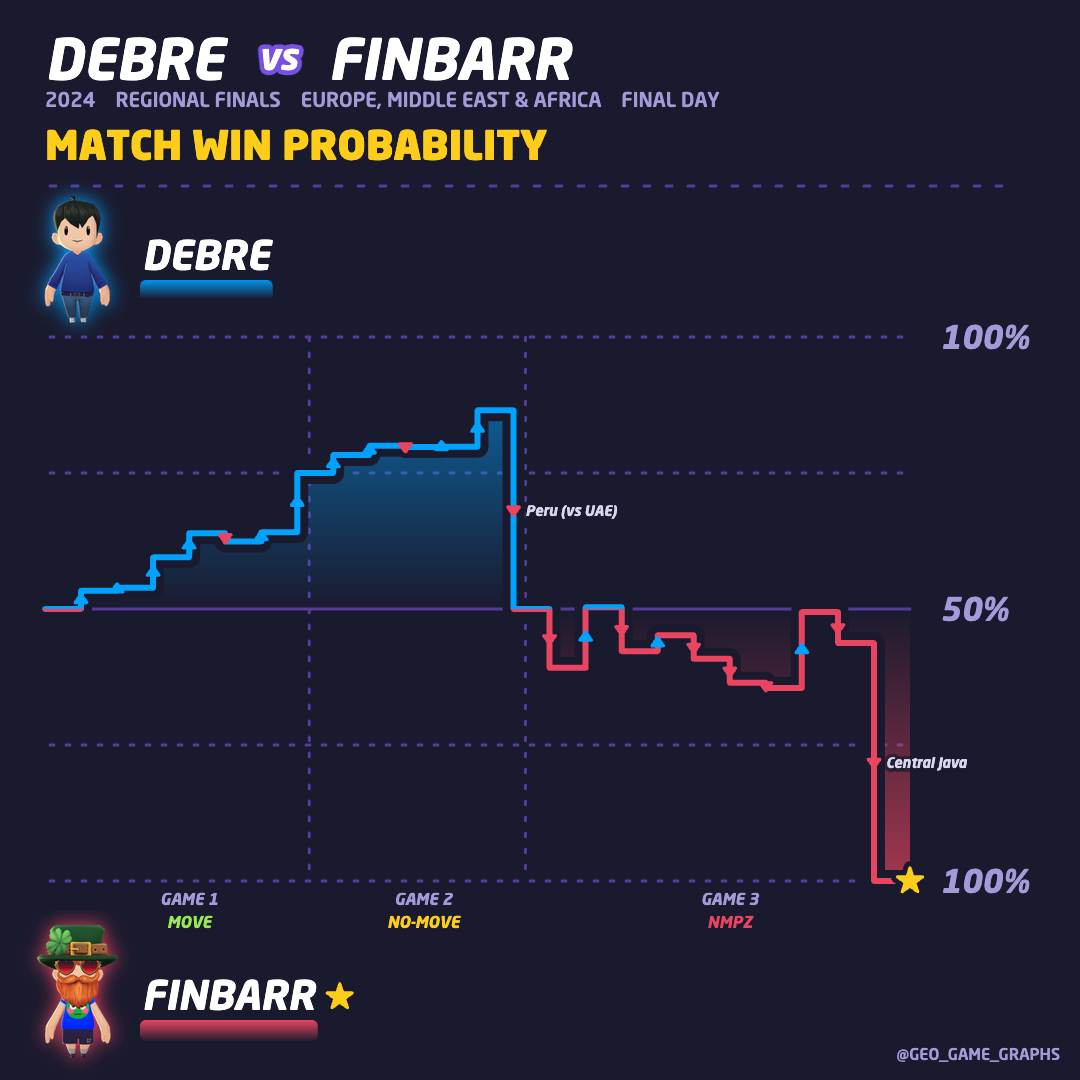 DEBRE VS FINBARR
2024 REGIONAL FINALS EUROPE, MIDDLE EAST & AFRICA FINAL DAY
MATCH WIN PROBABILITY
DEBRE
100%
Peru (vs UAE)
50%
Central Java
100%
GAME 1 GAME 2 GAME 3
MOVE NO-MOVE NMPZ
FINBARR
@GEO_GAME_GRAPHS